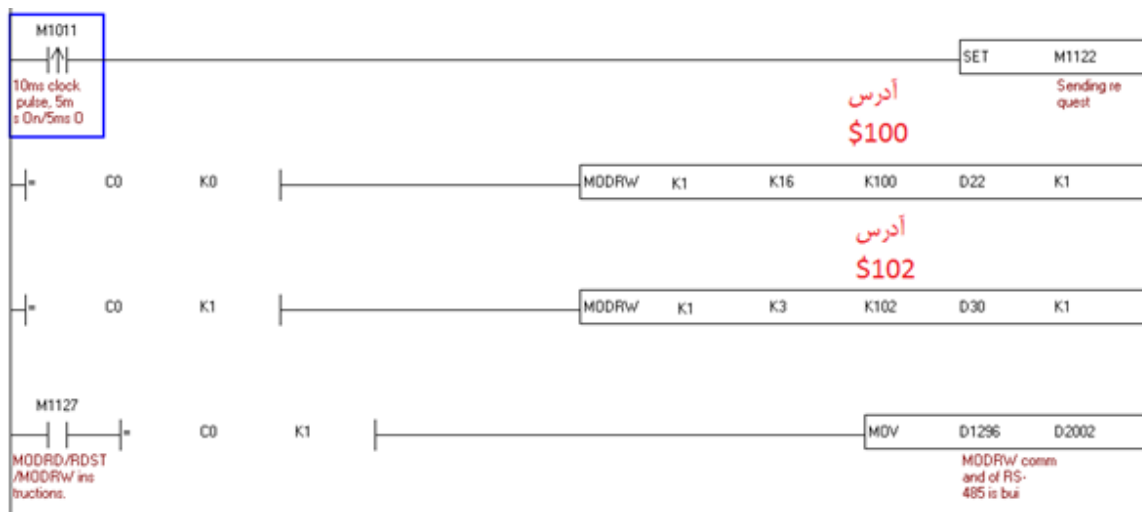 M1011
SET M1122
10ms clock
pulse, 5m
s On/5ms O
Sending re
quest
آدرس
$100
= C0 K0 MODRW K1 K16 K100 D22 K1
آدرس
$102
= C0 K1 MODRW K1 K3 K102 D30 K1
M1127
= C0 K1 MOV D1296 D2002
MODRD/RDST
/MODRW ins
tructions.
MODRW comm
and of RS-
485 is bui